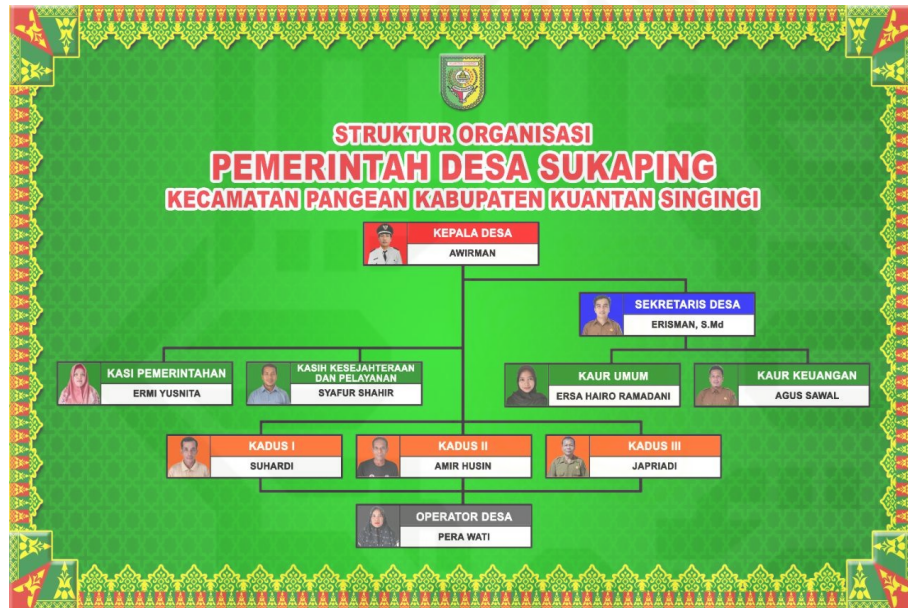 STRUKTUR ORGANISASI
PEMERINTAH DESA SUKAPING
KECAMATAN PANGEAN KABUPATEN KUANTAN SINGINGI
KEPALA DESA
AWIRMAN
SEKRETARIS DESA
ERISMAN, S.Md
KASI PEMERINTAHAN
ERMI YUSNITA
KASIH KESEJAHTERAAN
DAN PELAYANAN
SYAFUR SHAHIR
KAUR UMUM
ERSA HAIRO RAMADANI
KAUR KEUANGAN
AGUS SAWAL
KADUS I
SUHARDI
KADUS II
AMIR HUSIN
KADUS III
JAPRIADI
OPERATOR DESA
PERA WATI